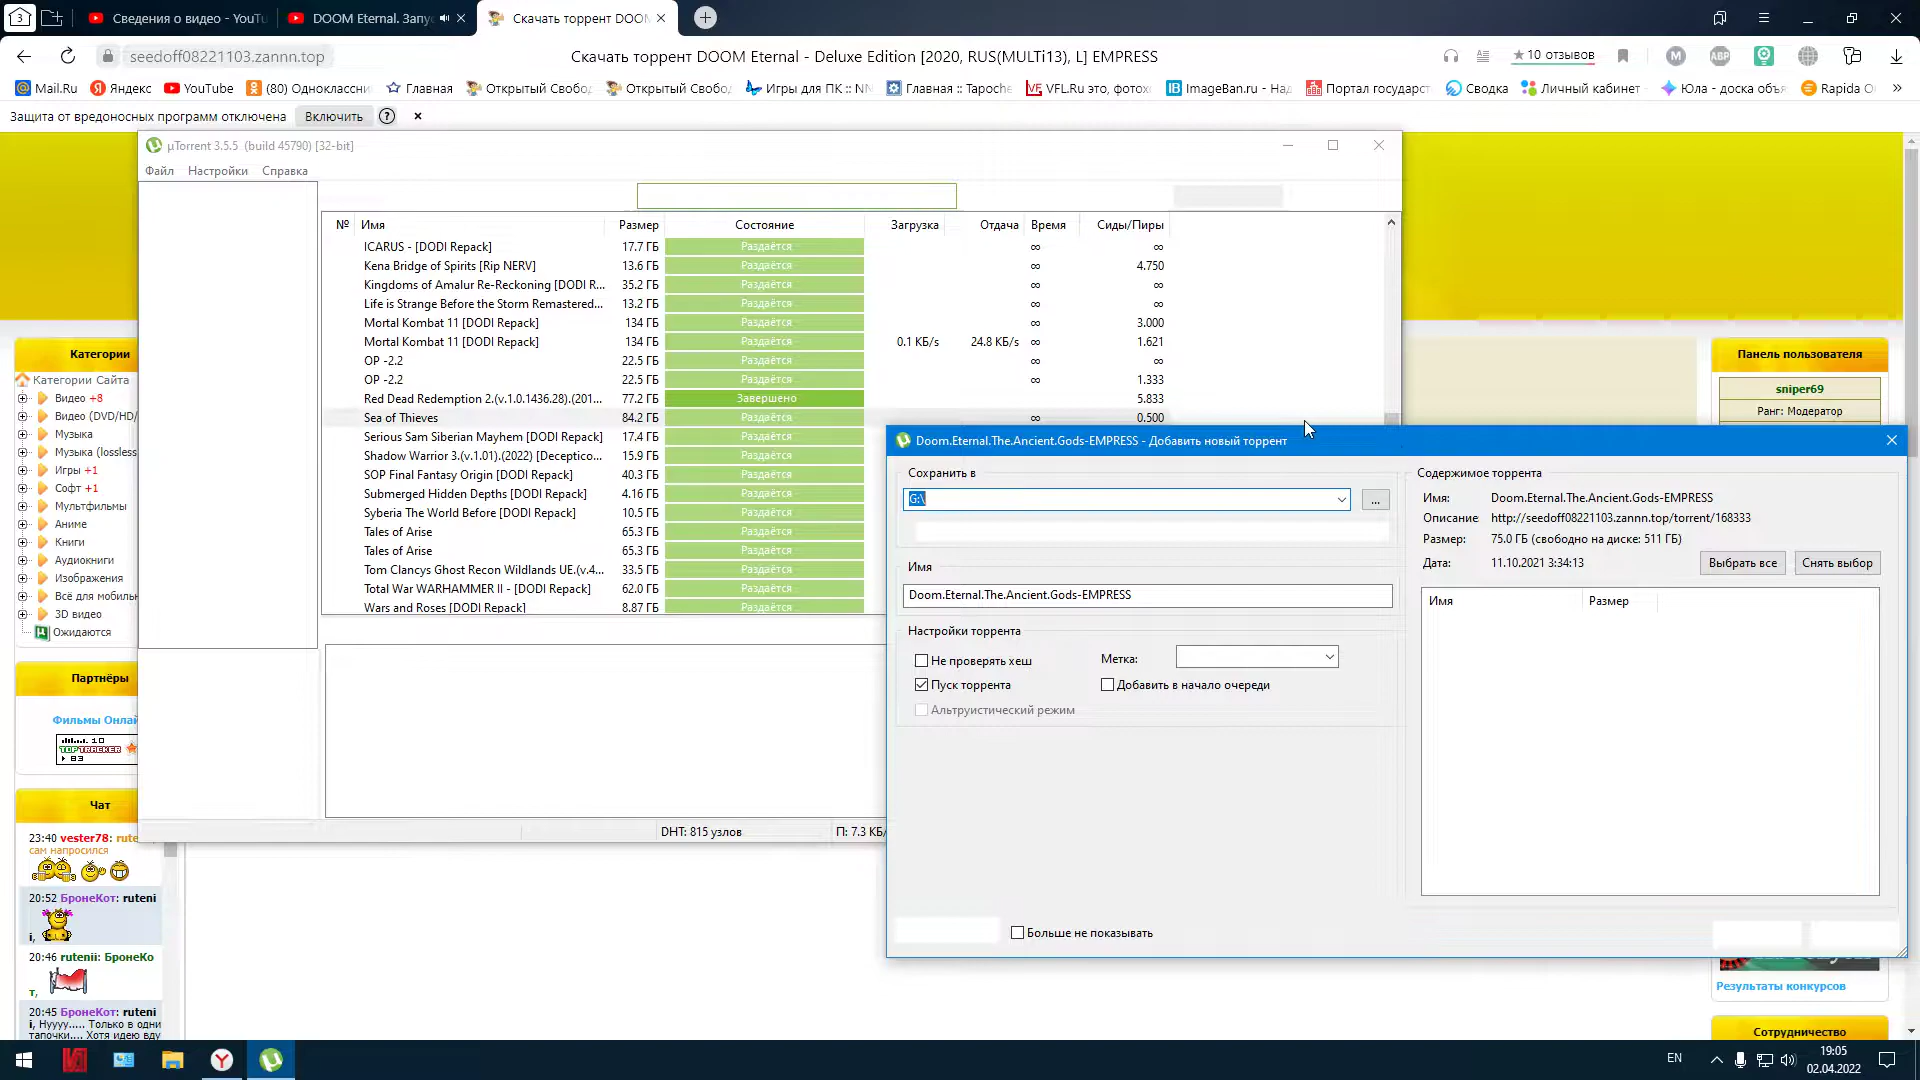 3
Сведения о видео - YouTu
DOOM Eternal. Запус
Скачать торрент DOOM
seedoff08221103.zannn.top
Скачать торрент DOOM Eternal - Deluxe Edition [2020, RUS(MULTi13), L] EMPRESS
★10 отзывов
M
ABP
Mail.Ru
Яндекс
YouTube
(80) Одноклассни
Главная
Открытый Свобод
Открытый Свобод
Игры для ПК :: NN
Главная :: Tapoche
VFL.Ru это, фотохо
ImageBan.ru - Над
Портал государст
Сводка
Личный кабинет
Юла - доска объя
Rapida O
Защита от вредоносных программ отключена
Включить
?
µTorrent 3.5.5 (build 45790) [32-bit]
Файл Настройки Справка
№ Имя Размер Состояние Загрузка Отдача Время Сиды/Пиры
ICARUS - [DODI Repack] 17.7 ГБ Раздаётся ∞ ∞
Kena Bridge of Spirits [Rip NERV] 13.6 ГБ Раздаётся ∞ 4.750
Kingdoms of Amalur Re-Reckoning [DODI R... 35.2 ГБ Раздаётся ∞ ∞
Life is Strange Before the Storm Remastered... 13.2 ГБ Раздаётся ∞ ∞
Mortal Kombat 11 [DODI Repack] 134 ГБ Раздаётся ∞ 3.000
Mortal Kombat 11 [DODI Repack] 134 ГБ Раздаётся 0.1 КБ/s 24.8 КБ/s ∞ 1.621
OP -2.2 22.5 ГБ Раздаётся ∞ ∞
OP -2.2 22.5 ГБ Раздаётся ∞ 1.333
Red Dead Redemption 2.(v.1.0.1436.28).(201... 77.2 ГБ Завершено 5.833
Sea of Thieves 84.2 ГБ Раздаётся ∞ 0.500
Serious Sam Siberian Mayhem [DODI Repack] 17.4 ГБ Раздаётся
Shadow Warrior 3.(v.1.01).(2022) [Deceptico... 15.9 ГБ Раздаётся
SOP Final Fantasy Origin [DODI Repack] 40.3 ГБ Раздаётся
Submerged Hidden Depths [DODI Repack] 4.16 ГБ Раздаётся
Syberia The World Before [DODI Repack] 10.5 ГБ Раздаётся
Tales of Arise 65.3 ГБ Раздаётся
Tales of Arise 65.3 ГБ Раздаётся
Tom Clancys Ghost Recon Wildlands UE.(v.4... 33.5 ГБ Раздаётся
Total War WARHAMMER II - [DODI Repack] 62.0 ГБ Раздаётся
Wars and Roses [DODI Repack] 8.87 ГБ Раздаётся
DHT: 815 узлов
П: 7.3 КБ/
Категории
Категории Сайта
Видео +8
Видео (DVD/HD/
Музыка
Музыка (lossless
Игры +1
Софт +1
Мультфильмы
Аниме
Книги
Аудиокниги
Изображения
Всё для мобиль
3D видео
Ожидаются
Партнёры
Фильмы Онлай
10
TOPTRACKER
83
Чат
23:40 vester78: rute
сам напросился
20:52 БронеКот: ruteni
i,
20:46 rutenii: БронеКо
т,
20:45 БронеКот: ruteni
i, Нуууу..... Только в одни
тапочки.... Хотя идею вду
Панель пользователя
sniper69
Ранг: Модератор
Doom.Eternal.The.Ancient.Gods-EMPRESS - Добавить новый торрент
Сохранить в
G:\
...
Имя
Doom.Eternal.The.Ancient.Gods-EMPRESS
Настройки торрента
Не проверять хеш
Метка:
Пуск торрента
Добавить в начало очереди
Альтруистический режим
Больше не показывать
Содержимое торрента
Имя: Doom.Eternal.The.Ancient.Gods-EMPRESS
Описание http://seedoff08221103.zannn.top/torrent/168333
Размер: 75.0 ГБ (свободно на диске: 511 ГБ)
Дата: 11.10.2021 3:34:13
Выбрать все
Снять выбор
Имя Размер
Результаты конкурсов
Сотрудничество
EN
19:05
02.04.2022